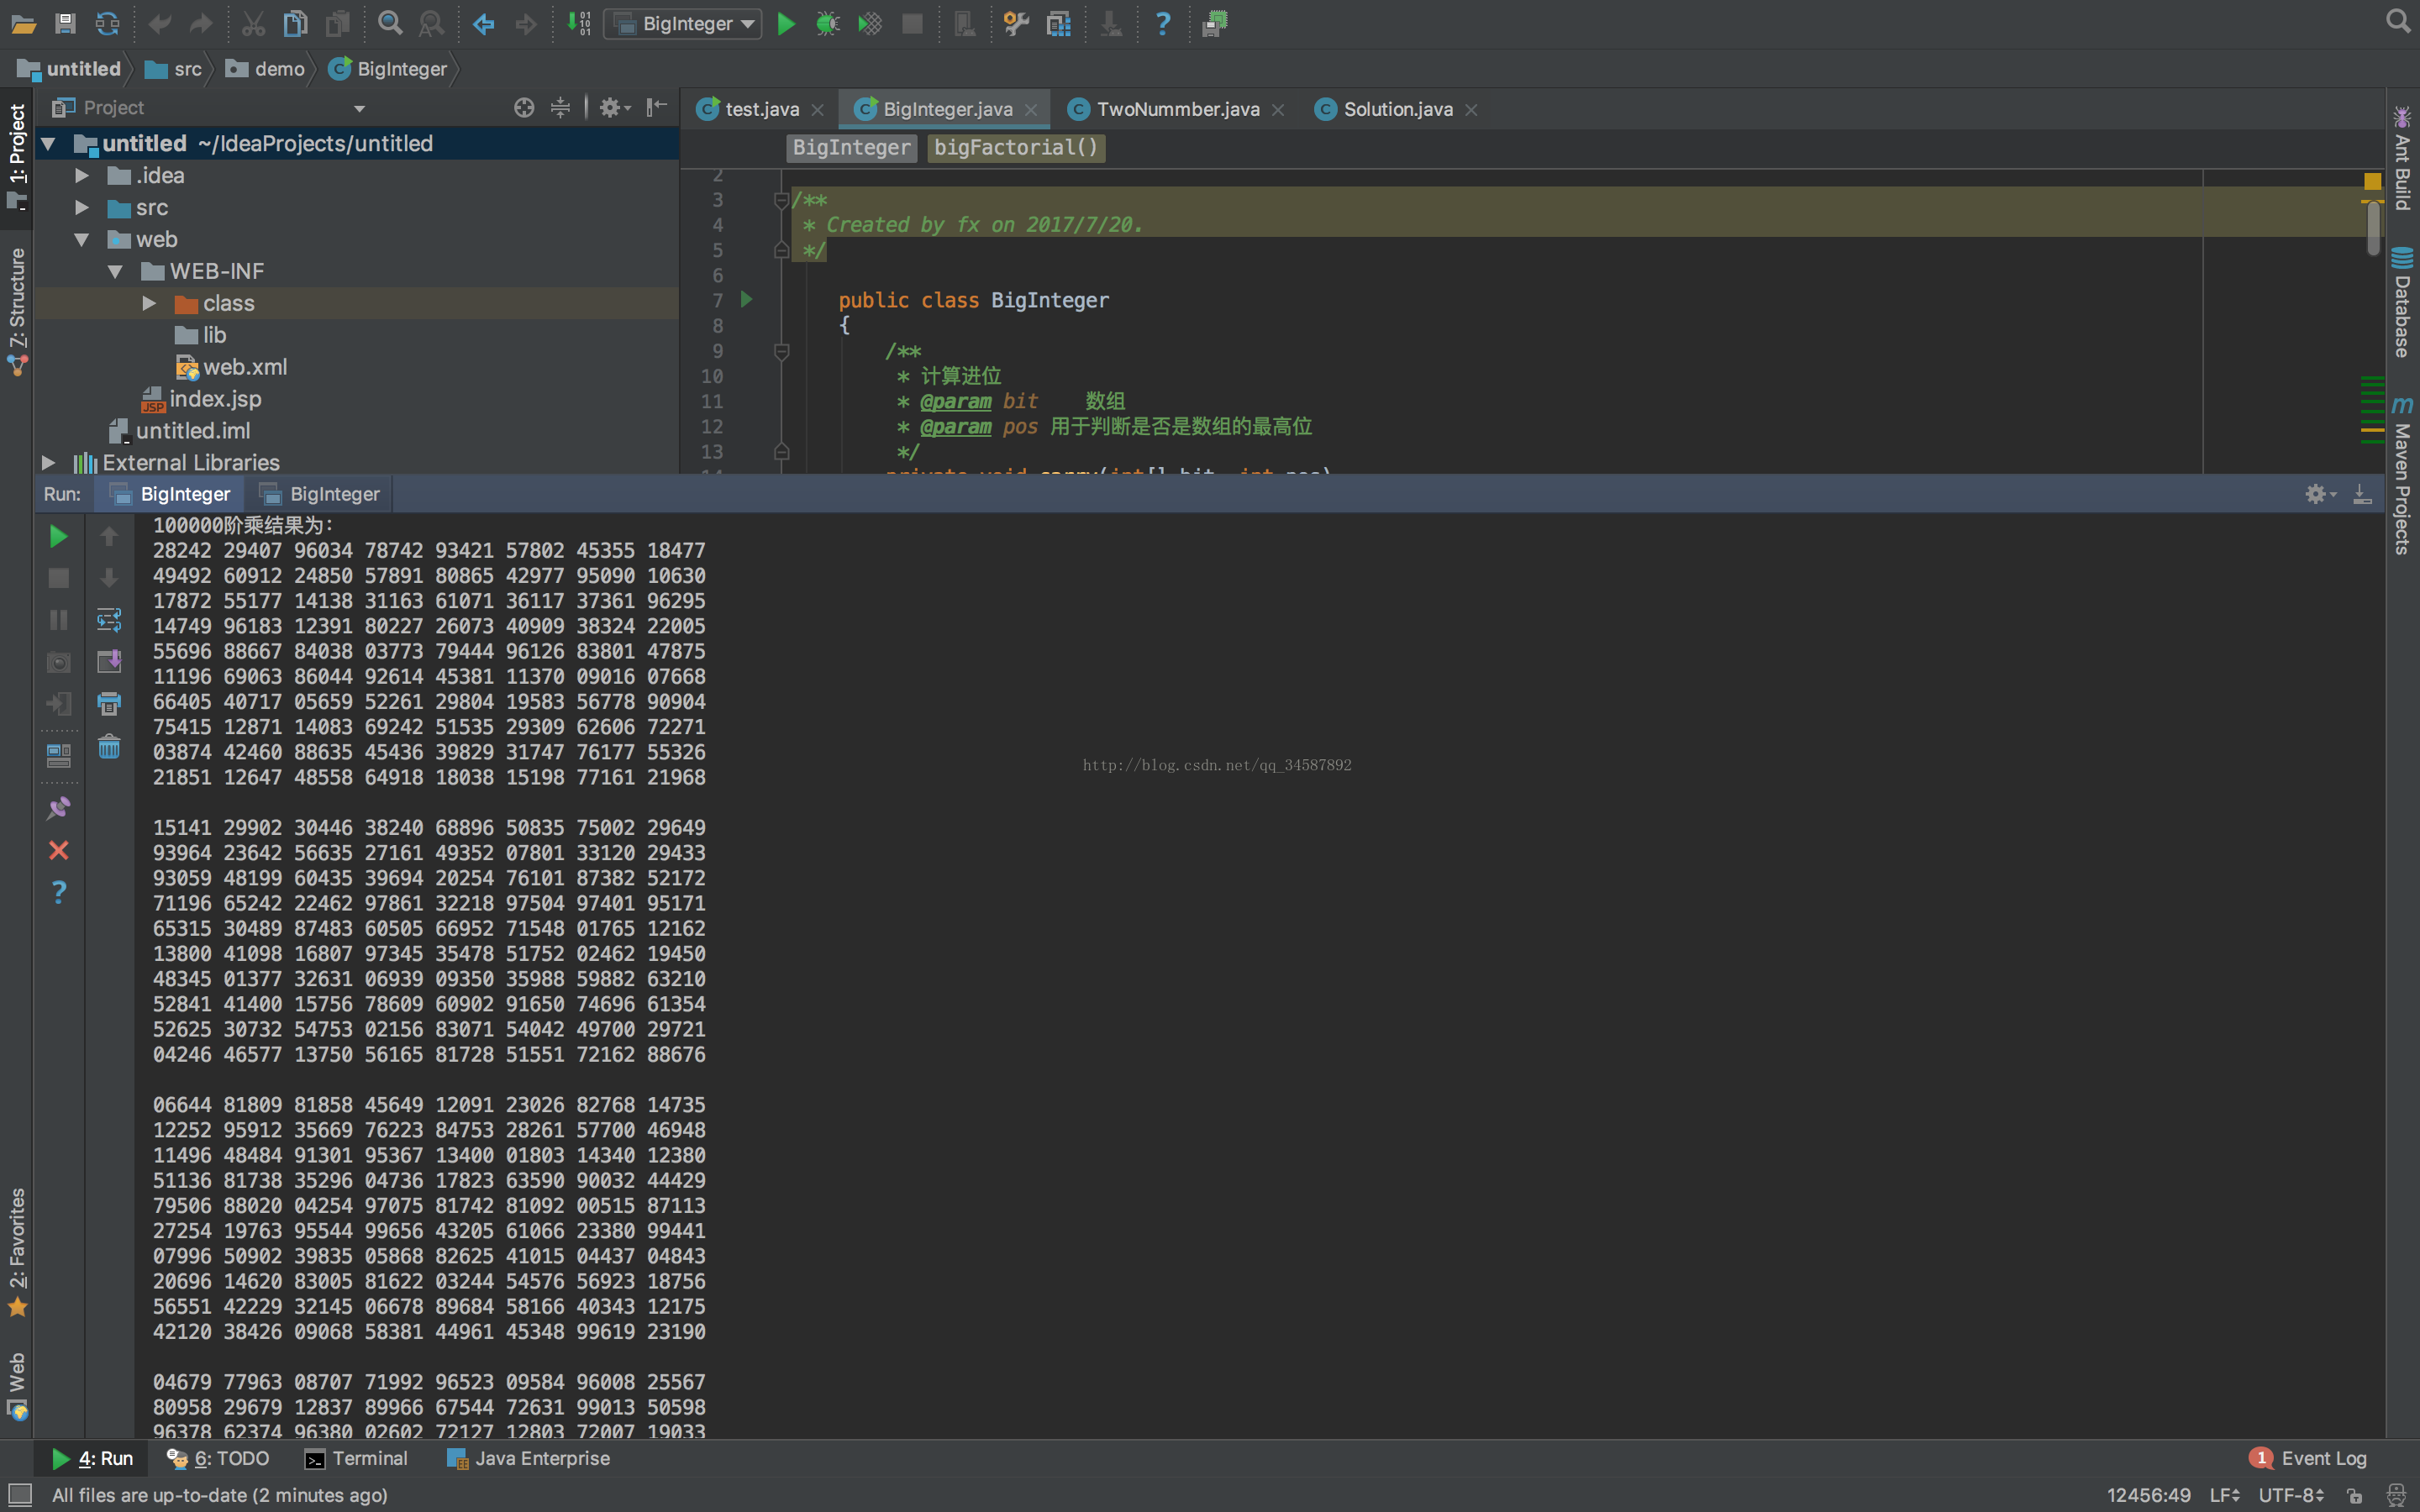 BigInteger
untitled src demo BigInteger
Project
test.java BigInteger.java TwoNummber.java Solution.java
BigInteger bigFactorial()
untitled ~/IdeaProjects/untitled
.idea
src
web
WEB-INF
class
lib
web.xml
index.jsp
untitled.iml
External Libraries
2
3 /**
4 * Created by fx on 2017/7/20.
5 */
6
7 public class BigInteger
8 {
9 /**
10 * 计算进位
11 * @param bit 数组
12 * @param pos 用于判断是否是数组的最高位
13 */
private void carry(int[] bit, int pos)
1: Project
7: Structure
2: Favorites
Web
Ant Build
Database
Maven Projects
Run: BigInteger BigInteger
100000阶乘结果为:
28242 29407 96034 78742 93421 57802 45355 18477
49492 60912 24850 57891 80865 42977 95090 10630
17872 55177 14138 31163 61071 36117 37361 96295
14749 96183 12391 80227 26073 40909 38324 22005
55696 88667 84038 03773 79444 96126 83801 47875
11196 69063 86044 92614 45381 11370 09016 07668
66405 40717 05659 52261 29804 19583 56778 90904
75415 12871 14083 69242 51535 29309 62606 72271
03874 42460 88635 45436 39829 31747 76177 55326
21851 12647 48558 64918 18038 15198 77161 21968
15141 29902 30446 38240 68896 50835 75002 29649
93964 23642 56635 27161 49352 07801 33120 29433
93059 48199 60435 39694 20254 76101 87382 52172
71196 65242 22462 97861 32218 97504 97401 95171
65315 30489 87483 60505 66952 71548 01765 12162
13800 41098 16807 97345 35478 51752 02462 19450
48345 01377 32631 06939 09350 35988 59882 63210
52841 41400 15756 78609 60902 91650 74696 61354
52625 30732 54753 02156 83071 54042 49700 29721
04246 46577 13750 56165 81728 51551 72162 88676
06644 81809 81858 45649 12091 23026 82768 14735
12252 95912 35669 76223 84753 28261 57700 46948
11496 48484 91301 95367 13400 01803 14340 12380
51136 81738 35296 04736 17823 63590 90032 44429
79506 88020 04254 97075 81742 81092 00515 87113
27254 19763 95544 99656 43205 61066 23380 99441
07996 50902 39835 05868 82625 41015 04437 04843
20696 14620 83005 81622 03244 54576 56923 18756
56551 42229 32145 06678 89684 58166 40343 12175
42120 38426 09068 58381 44961 45348 99619 23190
04679 77963 08707 71992 96523 09584 96008 25567
80958 29679 12837 89966 67544 72631 99013 50598
96378 62374 96380 02602 72127 12803 72007 19033
http://blog.csdn.net/qq_34587892
4: Run 6: TODO Terminal Java Enterprise 1 Event Log
All files are up-to-date (2 minutes ago) 12456:49 LF UTF-8